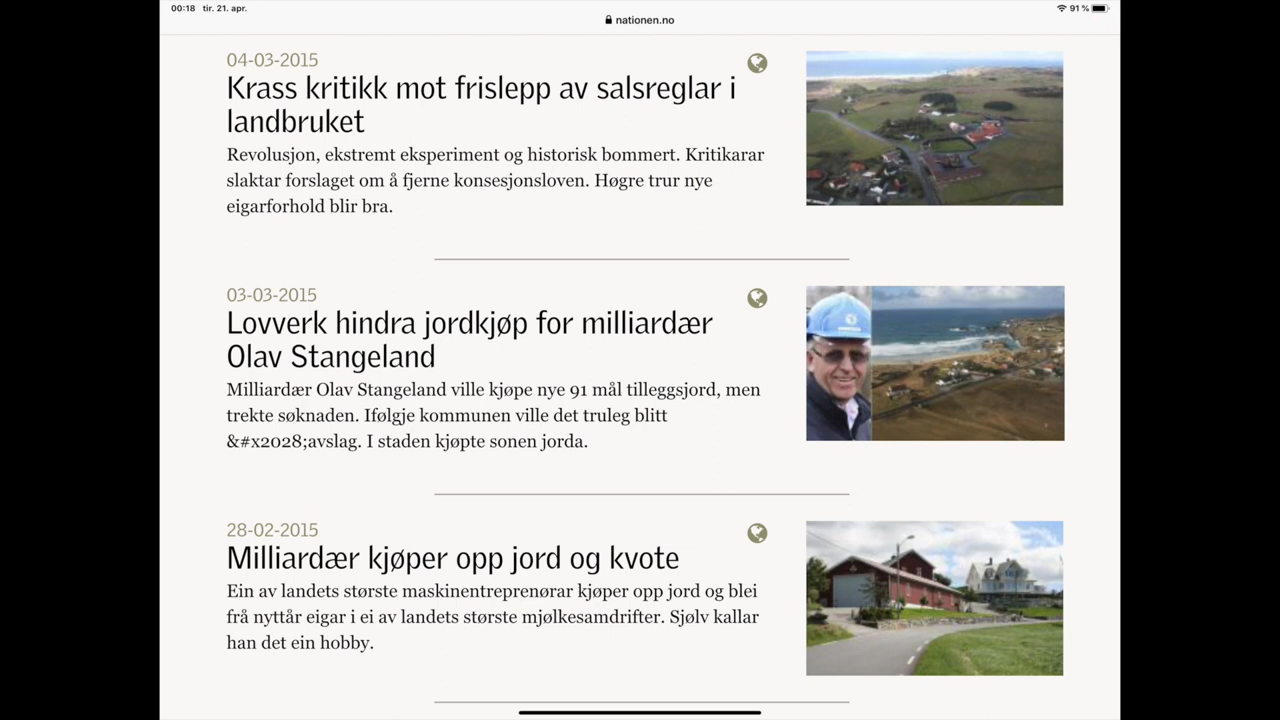 00:18 tir. 21. apr.
91 %
nationen.no
04-03-2015
Krass kritikk mot frislepp av salsreglar i
landbruket
Revolusjon, ekstremt eksperiment og historisk bommert. Kritikarar
slaktar forslaget om å fjerne konsesjonsloven. Høgre trur nye
eigarforhold blir bra.
03-03-2015
Lovverk hindra jordkjøp for milliardær
Olav Stangeland
Milliardær Olav Stangeland ville kjøpe nye 91 mål tilleggsjord, men
trekte søknaden. Ifølgje kommunen ville det truleg blitt
&#x2028;avslag. I staden kjøpte sonen jorda.
28-02-2015
Milliardær kjøper opp jord og kvote
Ein av landets største maskinentreprenørar kjøper opp jord og blei
frå nyttår eigar i ei av landets største mjølkesamdrifter. Sjølv kallar
han det ein hobby.